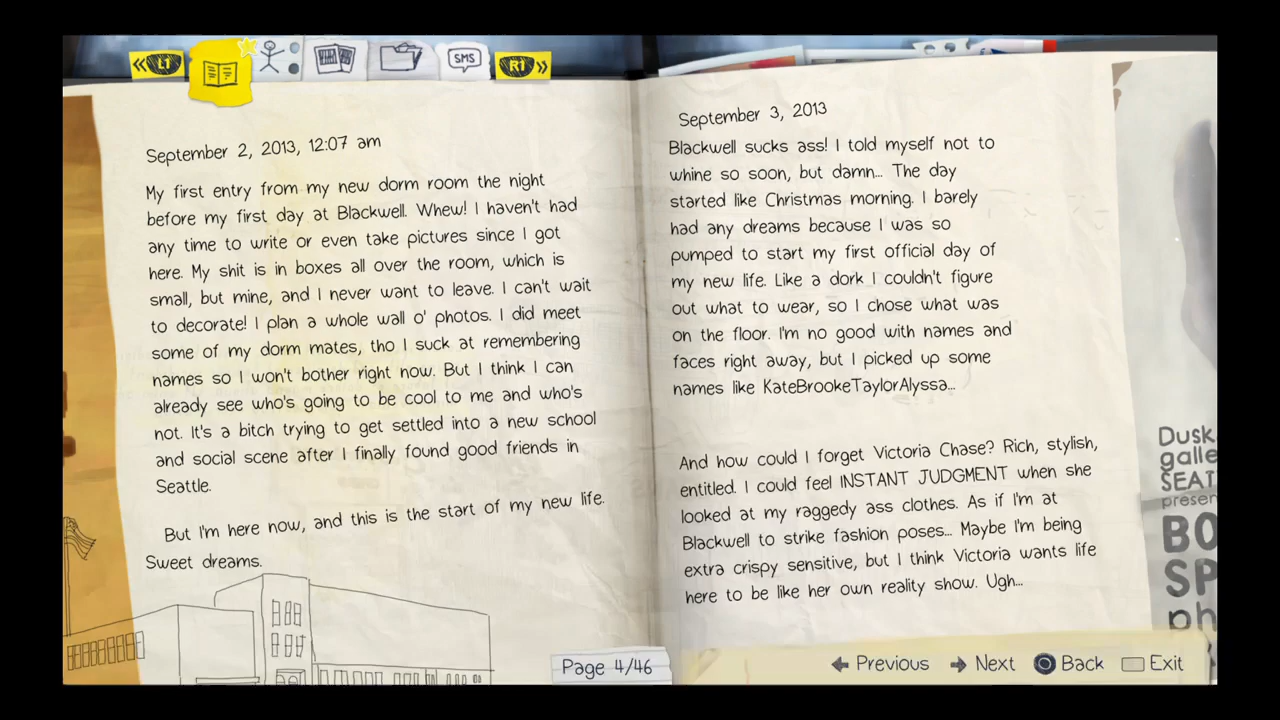 LT
SMS
R1
September 2, 2013, 12:07 am
My first entry from my new dorm room the night
before my first day at Blackwell. Whew! I haven't had
any time to write or even take pictures since I got
here. My shit is in boxes all over the room, which is
small, but mine, and I never want to leave. I can't wait
to decorate! I plan a whole wall o' photos. I did meet
some of my dorm mates, tho I suck at remembering
names so I won't bother right now. But I think I can
already see who's going to be cool to me and who's
not. It's a bitch trying to get settled into a new school
and social scene after I finally found good friends in
Seattle.
But I'm here now, and this is the start of my new life.
Sweet dreams.
September 3, 2013
Blackwell sucks ass! I told myself not to
whine so soon, but damn... The day
started like Christmas morning. I barely
had any dreams because I was so
pumped to start my first official day of
my new life. Like a dork I couldn't figure
out what to wear, so I chose what was
on the floor. I'm no good with names and
faces right away, but I picked up some
names like KateBrookeTaylorAlyssa...
And how could I forget Victoria Chase? Rich, stylish,
entitled. I could feel INSTANT JUDGMENT when she
looked at my raggedy ass clothes. As if I'm at
Blackwell to strike fashion poses... Maybe I'm being
extra crispy sensitive, but I think Victoria wants life
here to be like her own reality show. Ugh...
Dusk
galle
SEAT
presen
BO
SP
ph
Page 4/46
Previous
Next
Back
Exit